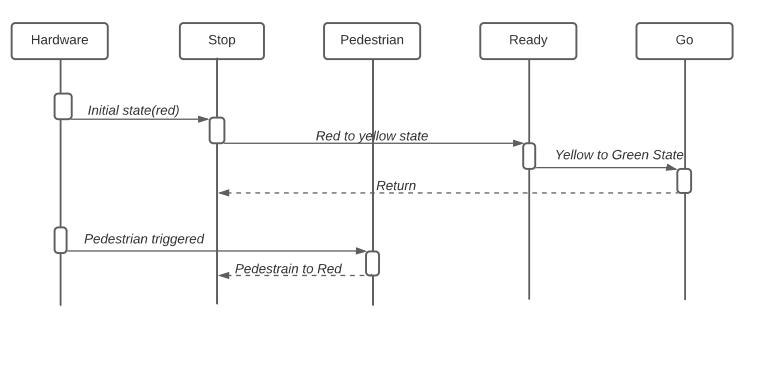 Hardware
Stop
Pedestrian
Ready
Go
Initial state(red)
Red to yellow state
Yellow to Green State
Return
Pedestrian triggered
Pedestrain to Red